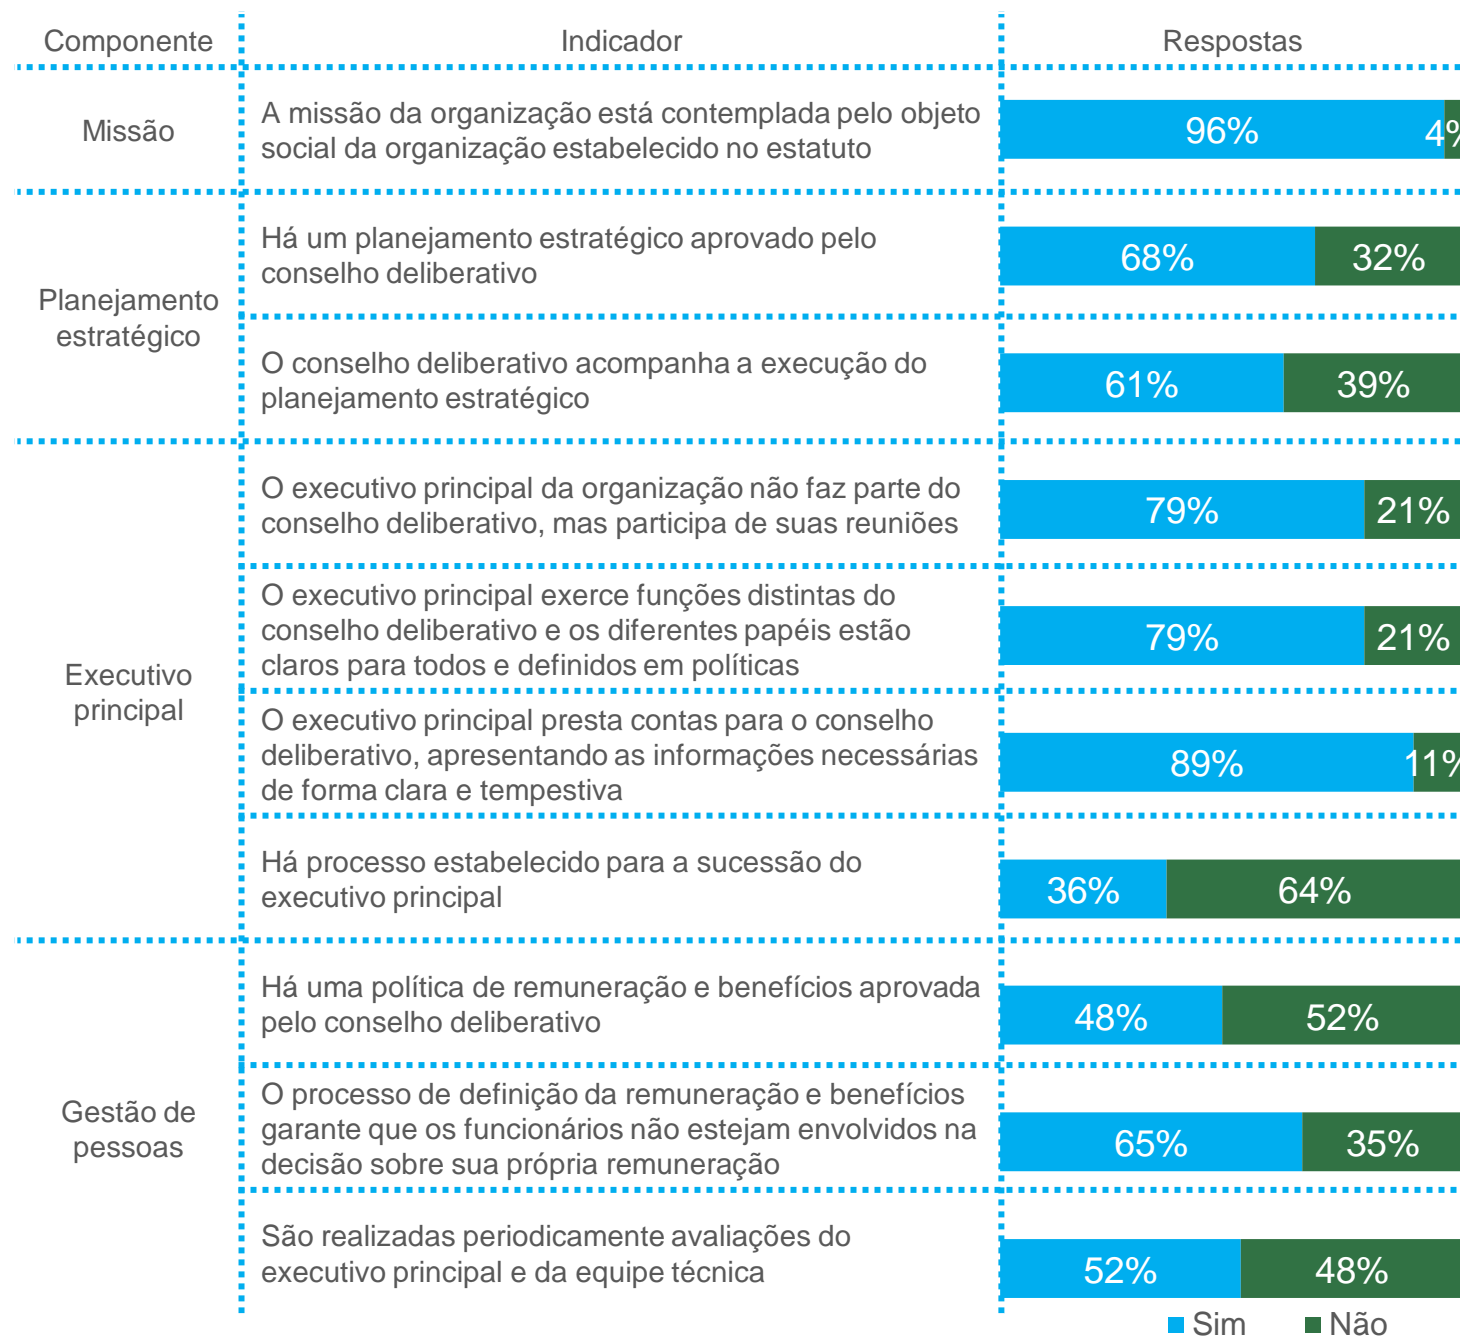 Componente
Indicador
Respostas
Missão
A missão da organização está contemplada pelo objeto
social da organização estabelecido no estatuto
96%
4%
Planejamento
estratégico
Há um planejamento estratégico aprovado pelo
conselho deliberativo
68%
32%
O conselho deliberativo acompanha a execução do
planejamento estratégico
61%
39%
Executivo
principal
O executivo principal da organização não faz parte do
conselho deliberativo, mas participa de suas reuniões
79%
21%
O executivo principal exerce funções distintas do
conselho deliberativo e os diferentes papéis estão
claros para todos e definidos em políticas
79%
21%
O executivo principal presta contas para o conselho
deliberativo, apresentando as informações necessárias
de forma clara e tempestiva
89%
11%
Há processo estabelecido para a sucessão do
executivo principal
36%
64%
Gestão de
pessoas
Há uma política de remuneração e benefícios aprovada
pelo conselho deliberativo
48%
52%
O processo de definição da remuneração e benefícios
garante que os funcionários não estejam envolvidos na
decisão sobre sua própria remuneração
65%
35%
São realizadas periodicamente avaliações do
executivo principal e da equipe técnica
52%
48%
Sim
Não